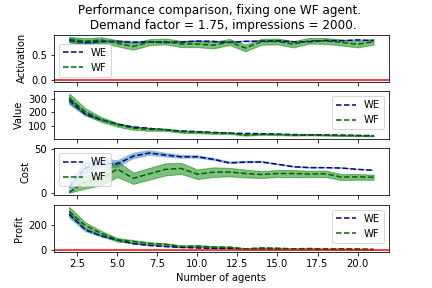 Performance comparison, fixing one WF agent.
Demand factor = 1.75, impressions = 2000.
Activation
0.5
0.0
WE
WF
Value
300
200
100
WE
WF
Cost
50
0
WE
WF
Profit
200
0
WE
WF
2.5 5.0 7.5 10.0 12.5 15.0 17.5 20.0
Number of agents